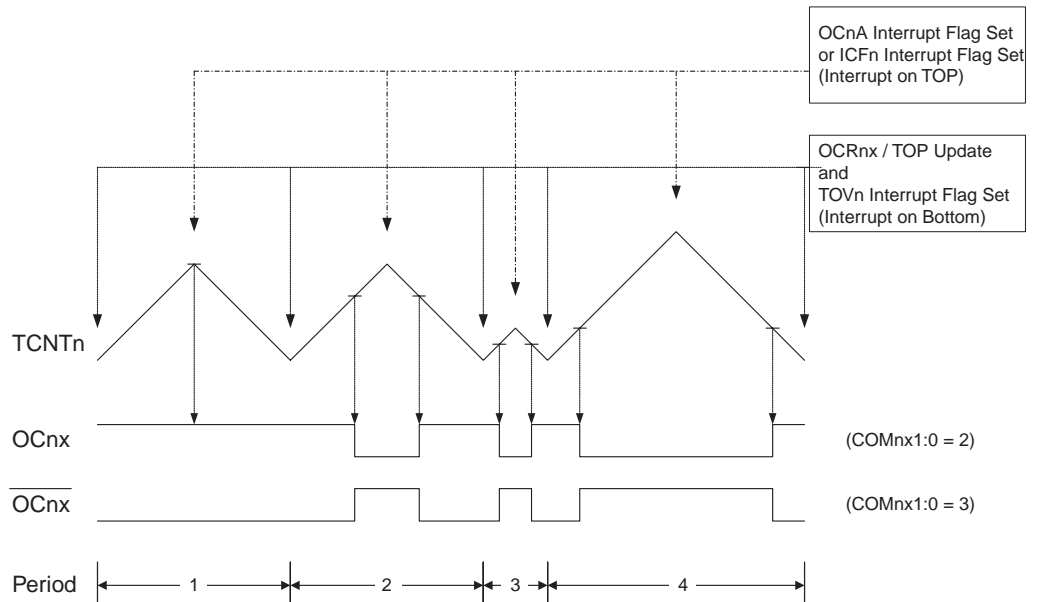 OCnA Interrupt Flag Set
or ICFn Interrupt Flag Set
(Interrupt on TOP)
OCRnx / TOP Update
and
TOVn Interrupt Flag Set
(Interrupt on Bottom)
TCNTn
OCnx
(COMnx1:0 = 2)
OCnx
(COMnx1:0 = 3)
Period 1 2 3 4